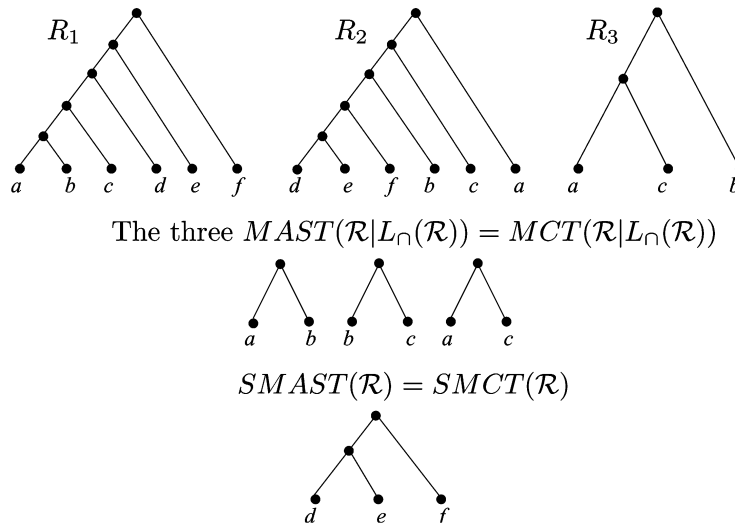 R₁ R₂ R₃
a b c d e f d e f b c a a c b
The three MAST(ℛ|L∩(ℛ)) = MCT(ℛ|L∩(ℛ))
a b b c a c
SMAST(ℛ) = SMCT(ℛ)
d e f